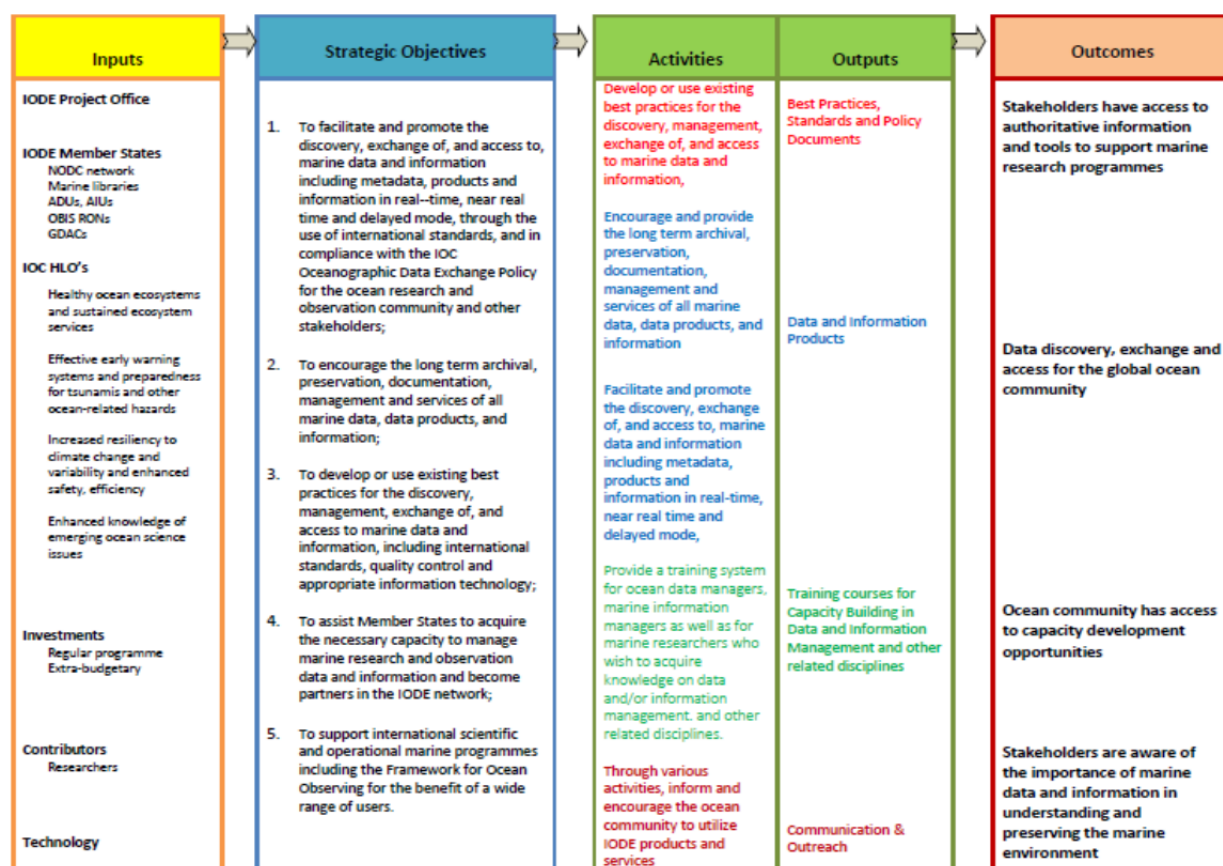 Inputs
IODE Project Office
IODE Member States
NODC network
Marine libraries
ADUs, AIUs
OBIS RONs
GDACs
IOC HLO's
Healthy ocean ecosystems
and sustained ecosystem
services
Effective early warning
systems and preparedness
for tsunamis and other
ocean-related hazards
Increased resiliency to
climate change and
variability and enhanced
safety, efficiency
Enhanced knowledge of
emerging ocean science
issues
Investments
Regular programme
Extra-budgetary
Contributors
Researchers
Technology
Strategic Objectives
1. To facilitate and promote the
discovery, exchange of, and access to,
marine data and information
including metadata, products and
information in real--time, near real
time and delayed mode, through the
use of international standards, and in
compliance with the IOC
Oceanographic Data Exchange Policy
for the ocean research and
observation community and other
stakeholders;
2. To encourage the long term archival,
preservation, documentation,
management and services of all
marine data, data products, and
information;
3. To develop or use existing best
practices for the discovery,
management, exchange of, and
access to marine data and
information, including international
standards, quality control and
appropriate information technology;
4. To assist Member States to acquire
the necessary capacity to manage
marine research and observation
data and information and become
partners in the IODE network;
5. To support international scientific
and operational marine programmes
including the Framework for Ocean
Observing for the benefit of a wide
range of users.
Activities
Develop or use existing
best practices for the
discovery, management,
exchange of, and access
to marine data and
information,
Encourage and provide
the long term archival,
preservation,
documentation,
management and
services of all marine
data, data products, and
information
Facilitate and promote
the discovery, exchange
of, and access to, marine
data and information
including metadata,
products and
information in real-time,
near real time and
delayed mode,
Provide a training system
for ocean data managers,
marine information
managers as well as for
marine researchers who
wish to acquire
knowledge on data
and/or information
management. and other
related disciplines.
Through various
activities, inform and
encourage the ocean
community to utilize
IODE products and
services
Outputs
Best Practices,
Standards and Policy
Documents
Data and Information
Products
Training courses for
Capacity Building in
Data and Information
Management and other
related disciplines
Communication &
Outreach
Outcomes
Stakeholders have access to
authoritative information
and tools to support marine
research programmes
Data discovery, exchange and
access for the global ocean
community
Ocean community has access
to capacity development
opportunities
Stakeholders are aware of
the importance of marine
data and information in
understanding and
preserving the marine
environment